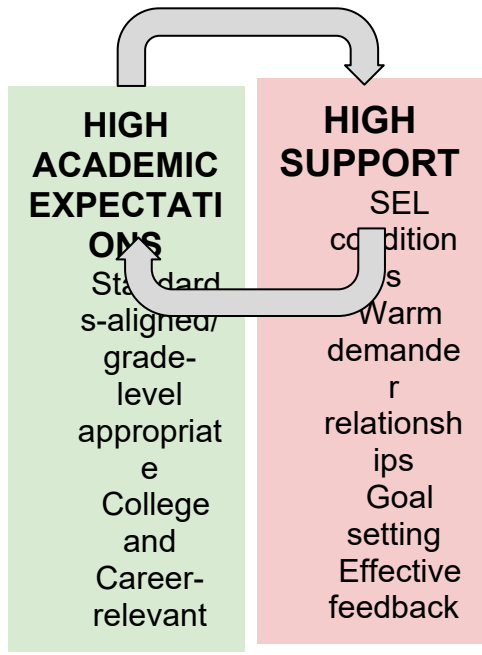 HIGH
ACADEMIC
EXPECTATI
ONS
Standard
s-aligned/
grade-
level
appropriat
e
College
and
Career-
relevant
HIGH
SUPPORT
SEL
condition
s
Warm
demande
r
relationsh
ips
Goal
setting
Effective
feedback